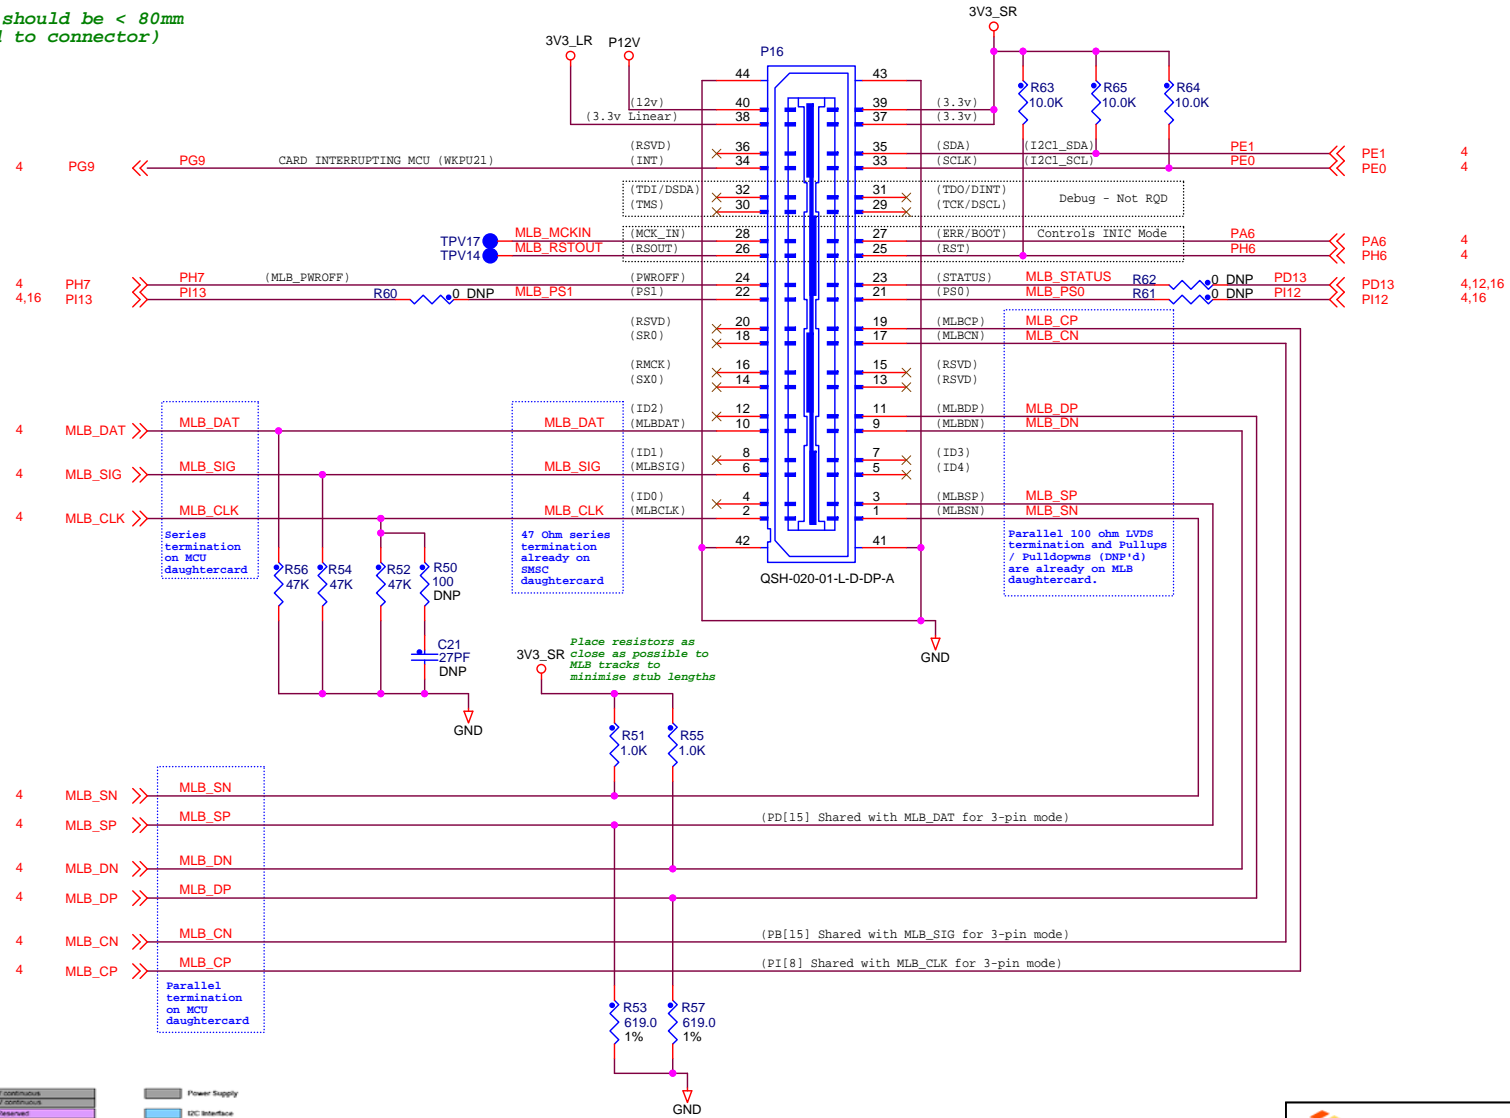 should be < 80mm
to connector)
3V3_SR
3V3_LR
P12V
P16
44
43
(12v)
40
39
(3.3v)
(3.3v Linear)
38
37
(3.3v)
R63
10.0K
R65
10.0K
R64
10.0K
(RSVD)
36
35
(SDA)
(I2C1_SDA)
PE1
PE1
4
4
PG9
PG9
CARD INTERRUPTING MCU (WKPU21)
(INT)
34
33
(SCLK)
(I2C1_SCL)
PE0
PE0
4
(TDI/DSDA)
32
31
(TDO/DINT)
(TMS)
30
29
(TCK/DSCL)
Debug - Not RQD
TPV17
MLB_MCKIN
(MCK_IN)
28
27
(ERR/BOOT)
Controls INIC Mode
PA6
PA6
4
TPV14
MLB_RSTOUT
(RSOUT)
26
25
(RST)
PH6
PH6
4
4
PH7
PH7
(MLB_PWROFF)
(PWROFF)
24
23
(STATUS)
MLB_STATUS
R62
0 DNP
PD13
PD13
4,12,16
4,16
PI13
PI13
R60
0 DNP
MLB_PS1
(PS1)
22
21
(PS0)
MLB_PS0
R61
0 DNP
PI12
PI12
4,16
(RSVD)
20
19
(MLBCP)
MLB_CP
(SR0)
18
17
(MLBCN)
MLB_CN
(RMCK)
16
15
(RSVD)
(SX0)
14
13
(RSVD)
(ID2)
12
11
(MLBDP)
MLB_DP
4
MLB_DAT
MLB_DAT
MLB_DAT
(MLBDAT)
10
9
(MLBDN)
MLB_DN
(ID1)
8
7
(ID3)
4
MLB_SIG
MLB_SIG
MLB_SIG
(MLBSIG)
6
5
(ID4)
(ID0)
4
3
(MLBSP)
MLB_SP
4
MLB_CLK
MLB_CLK
MLB_CLK
(MLBCLK)
2
1
(MLBSN)
MLB_SN
42
41
QSH-020-01-L-D-DP-A
Series
termination
on MCU
daughtercard
47 Ohm series
termination
already on
SMSC
daughtercard
Parallel 100 ohm LVDS
termination and Pullups
/ Pulldopwns (DNP'd)
are already on MLB
daughtercard.
R56
47K
R54
47K
R52
47K
R50
100
DNP
C21
27PF
DNP
GND
GND
3V3_SR
Place resistors as
close as possible to
MLB tracks to
minimise stub lengths
R51
1.0K
R55
1.0K
4
MLB_SN
MLB_SN
4
MLB_SP
MLB_SP
(PD[15] Shared with MLB_DAT for 3-pin mode)
4
MLB_DN
MLB_DN
4
MLB_DP
MLB_DP
4
MLB_CN
MLB_CN
(PB[15] Shared with MLB_SIG for 3-pin mode)
4
MLB_CP
MLB_CP
(PI[8] Shared with MLB_CLK for 3-pin mode)
Parallel
termination
on MCU
daughtercard
R53
619.0
1%
R57
619.0
1%
GND
continuous
continuous
Reserved
Power Supply
I2C Interface